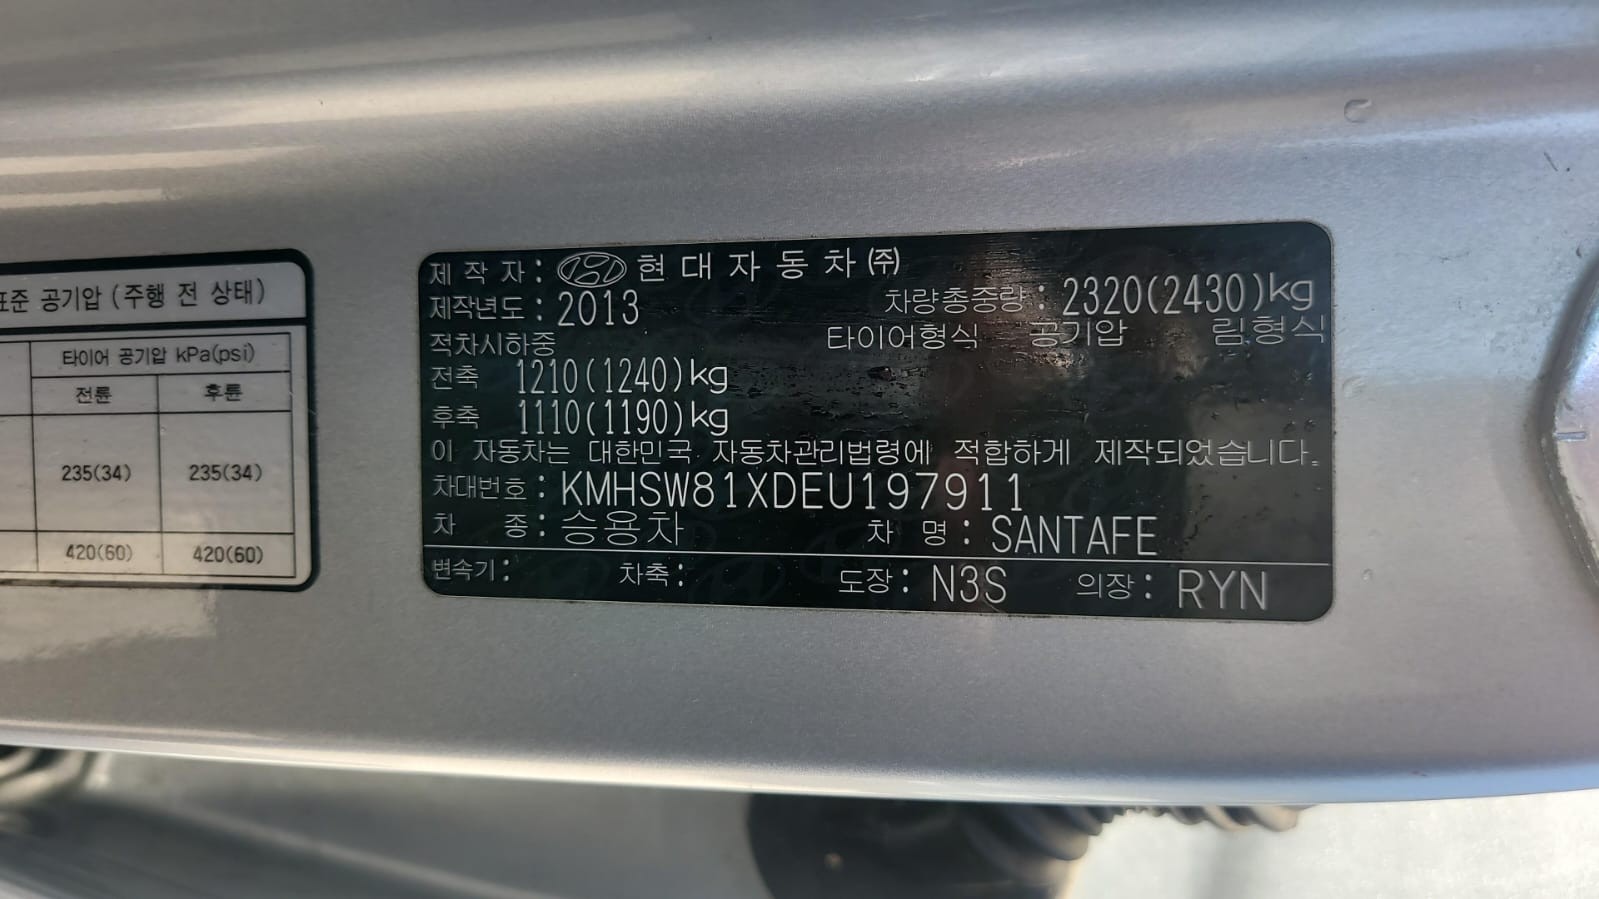 표준 공기압 (주행 전 상태)
타이어 공기압 kPa(psi)
전륜 후륜
235(34) 235(34)
420(60) 420(60)
제 작 자 : 현 대 자 동 차 ㈜
제작년도 : 2013 차량총중량 : 2320(2430)kg
적차시하중 타이어형식 공기압 림형식
전축 1210(1240)kg
후축 1110(1190)kg
이 자동차는 대한민국 자동차관리법령에 적합하게 제작되었습니다.
차대번호 : KMHSW81XDEU197911
차 종 : 승용차 차 명 : SANTAFE
변속기 : 차축 : 도장 : N3S 의장 : RYN